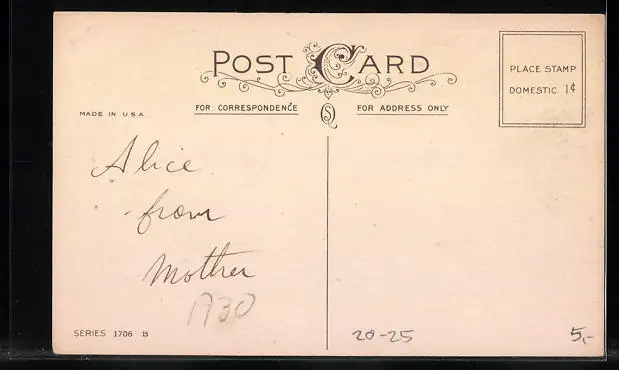 POST CARD
PLACE STAMP
DOMESTIC 1¢
FOR CORRESPONDENCE
FOR ADDRESS ONLY
MADE IN U.S.A.
Alice
from
Mother
1930
SERIES 1706 B
20-25
5,-